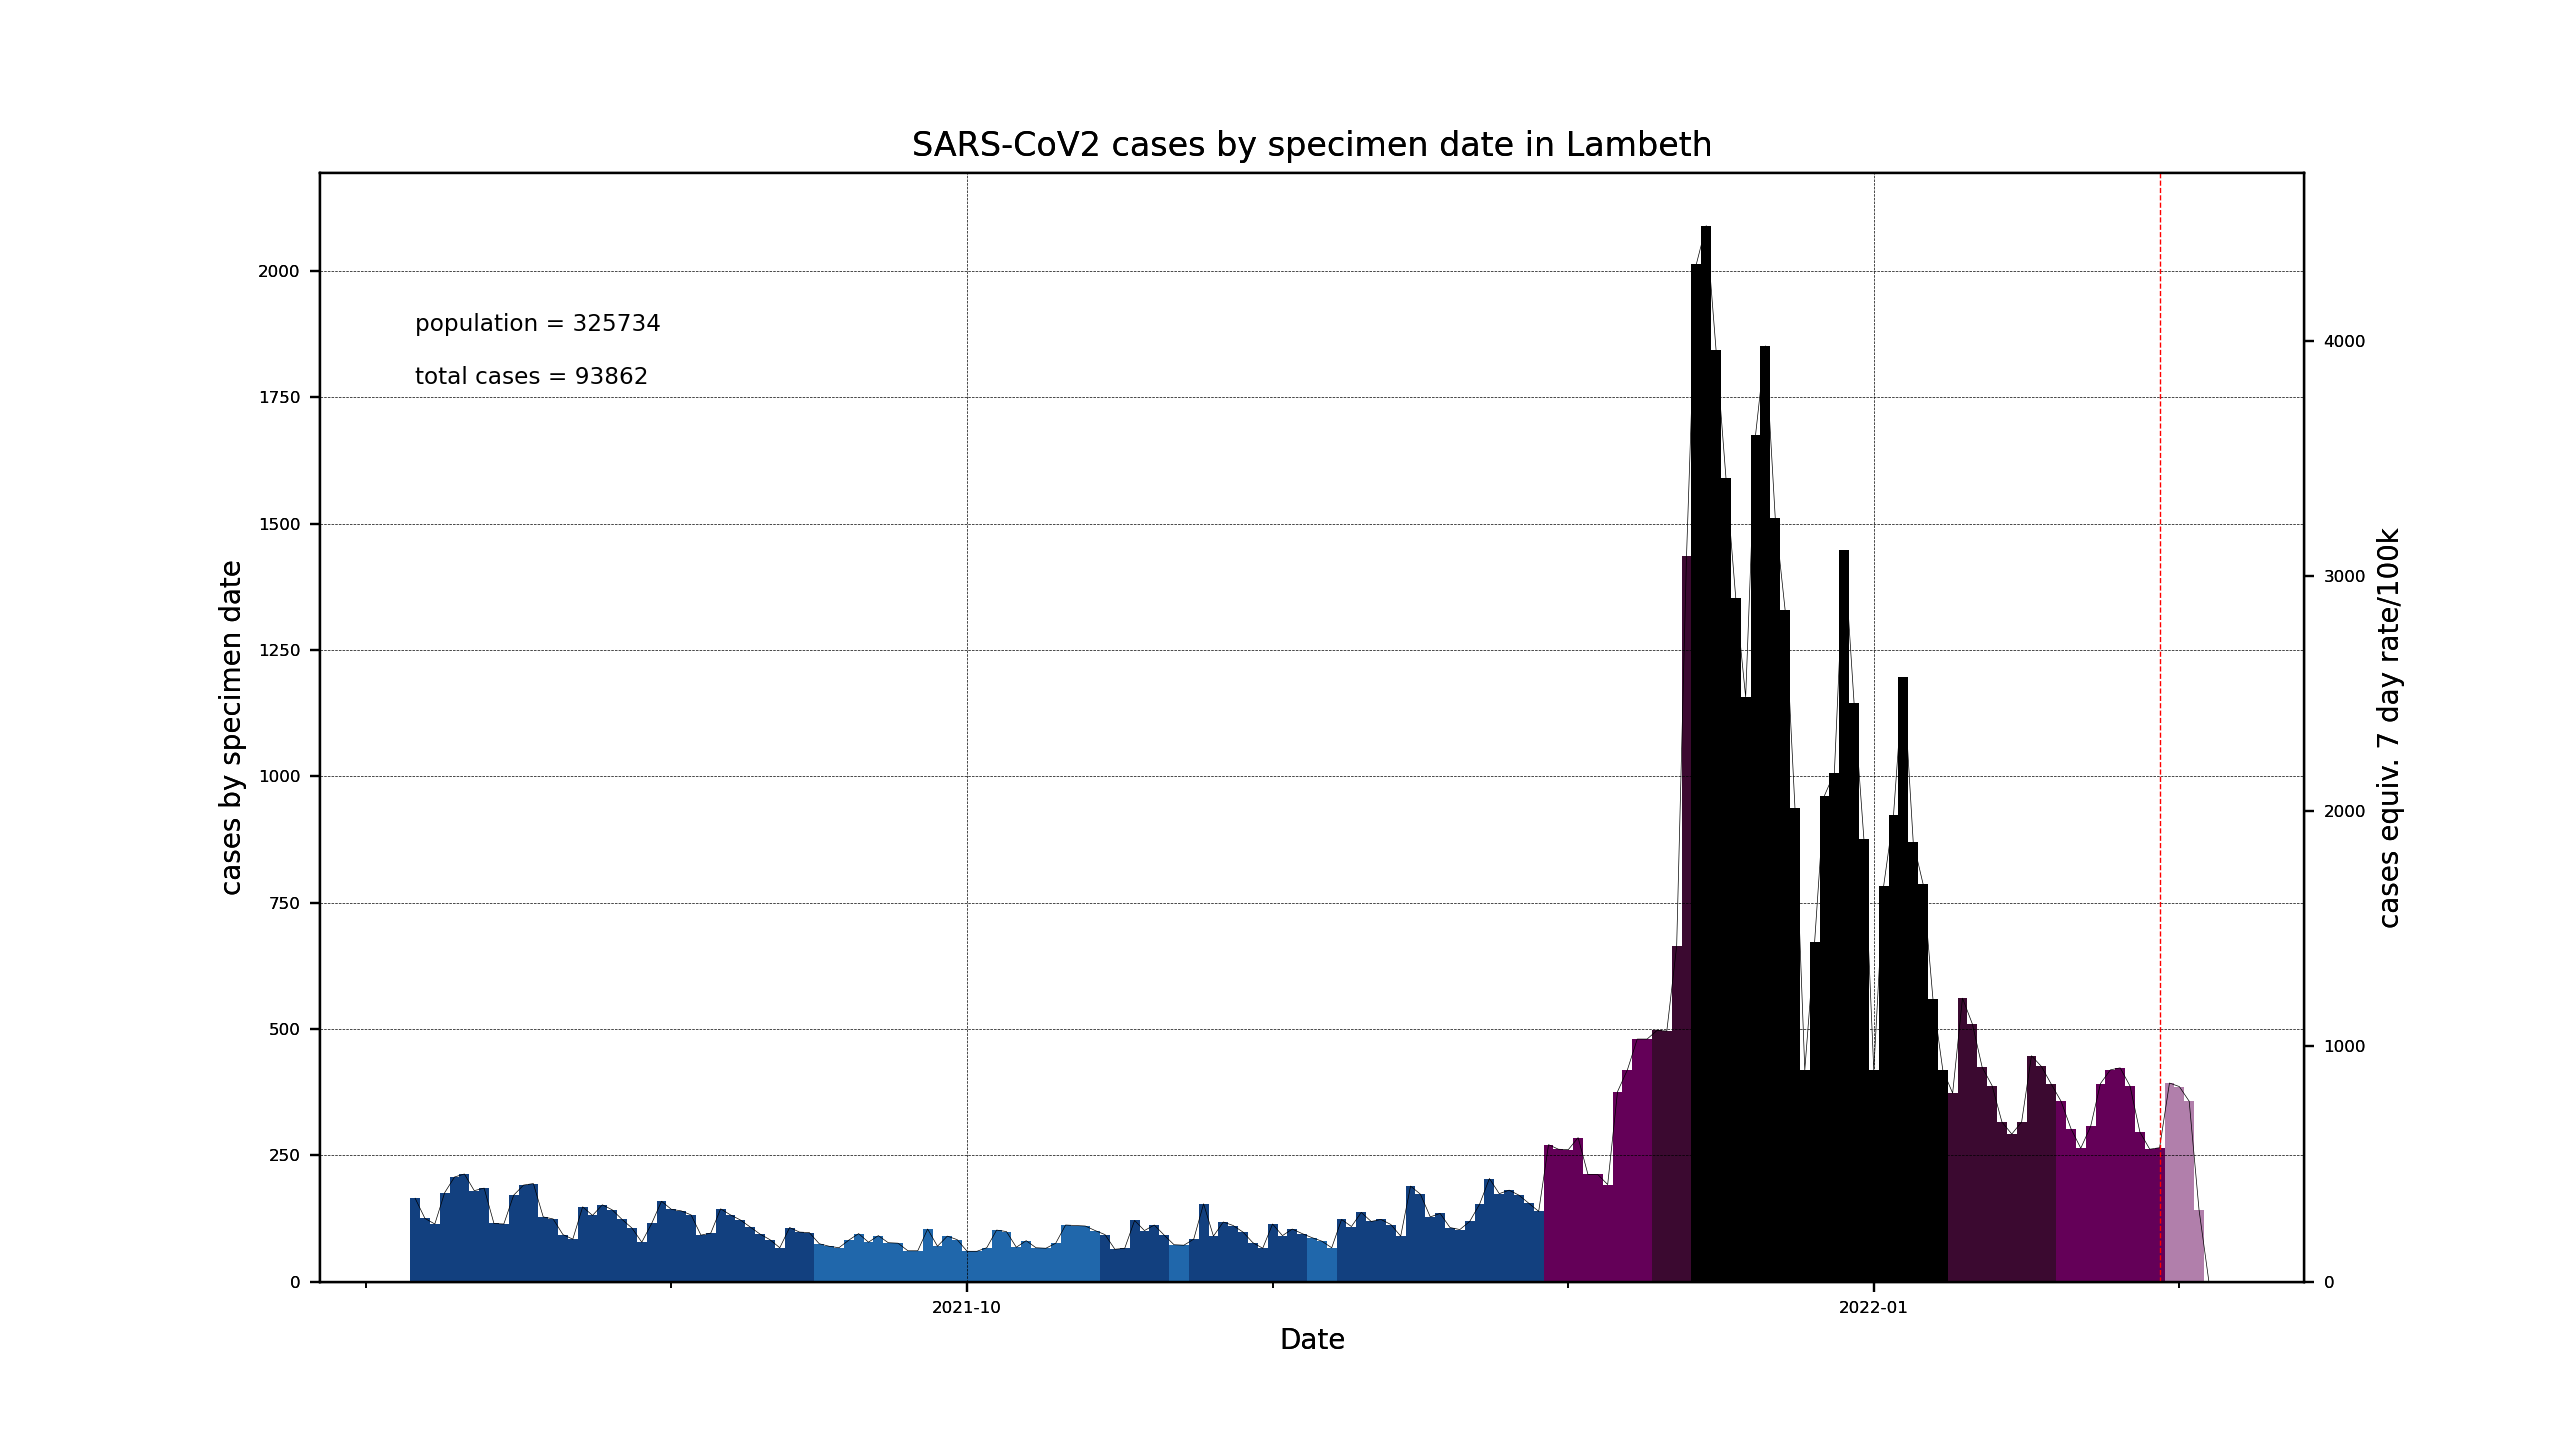 SARS-CoV2 cases by specimen date in Lambeth
population = 325734
total cases = 93862
cases by specimen date
2000
1750
1500
1250
1000
750
500
250
0
4000
3000
2000
1000
0
cases equiv. 7 day rate/100k
2021-10
2022-01
Date